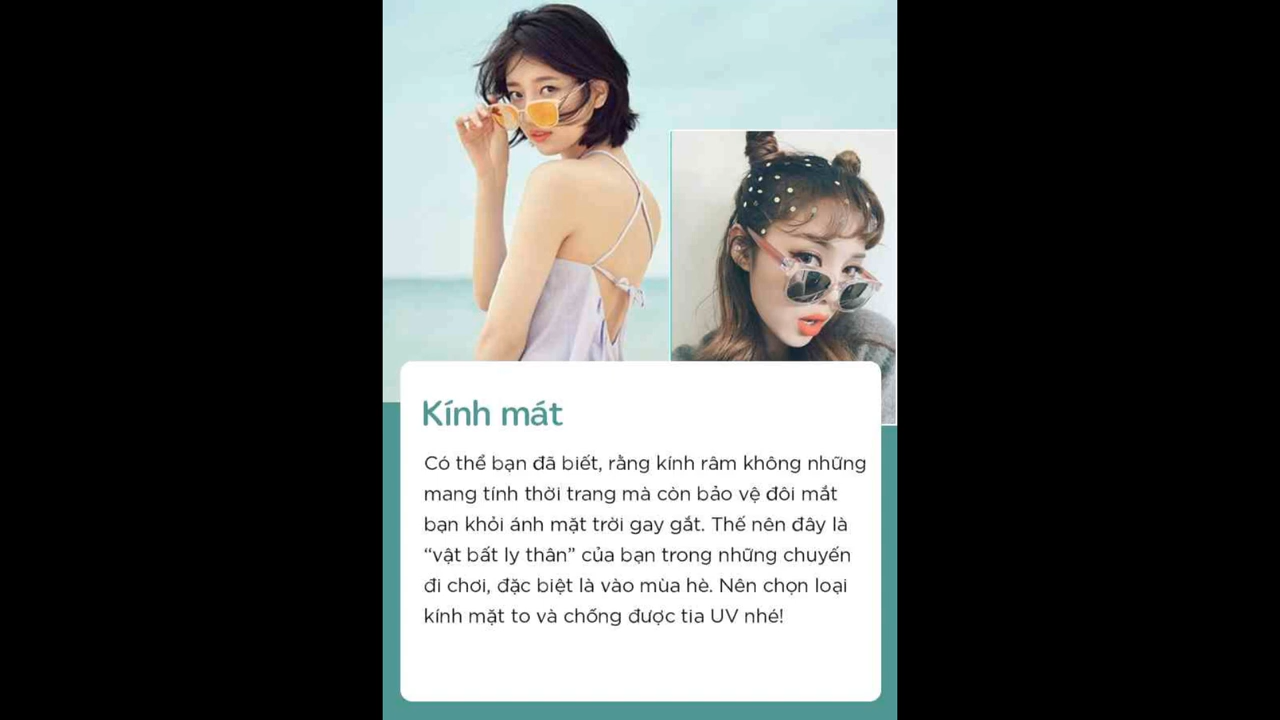 Kính mát
Có thể bạn đã biết, rằng kính râm không những
mang tính thời trang mà còn bảo vệ đôi mắt
bạn khỏi ánh mặt trời gay gắt. Thế nên đây là
“vật bất ly thân” của bạn trong những chuyến
đi chơi, đặc biệt là vào mùa hè. Nên chọn loại
kính mặt to và chống được tia UV nhé!